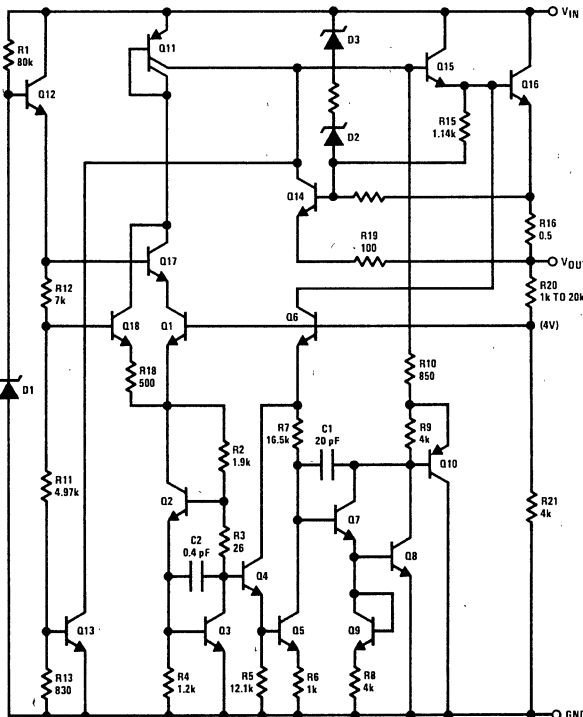 V_IN
R1
80k
Q12
Q11
D3
D2
Q15
Q16
R15
1.14k
Q14
R16
0.5
R19
100
V_OUT
R12
7k
Q17
R20
1k TO 20k
Q18
Q1
Q6
(4V)
R18
500
R10
850
D1
R2
1.9k
R7
16.5k
C1
20 pF
R9
4k
Q10
R11
4.97k
Q2
R3
26
Q7
R21
4k
C2
0.4 pF
Q4
Q8
Q13
Q3
Q5
Q9
R13
830
R4
1.2k
R5
12.1k
R6
1k
R8
4k
GND